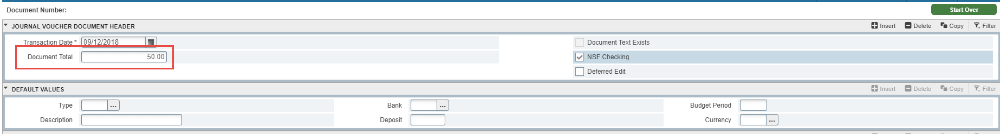 Document Number:
Start Over
JOURNAL VOUCHER DOCUMENT HEADER
Insert Delete Copy Filter
Transaction Date * 09/12/2018
Document Text Exists
Document Total 50.00
NSF Checking
Deferred Edit
DEFAULT VALUES
Insert Delete Copy Filter
Type ...
Bank ...
Budget Period
Description
Deposit
Currency ...